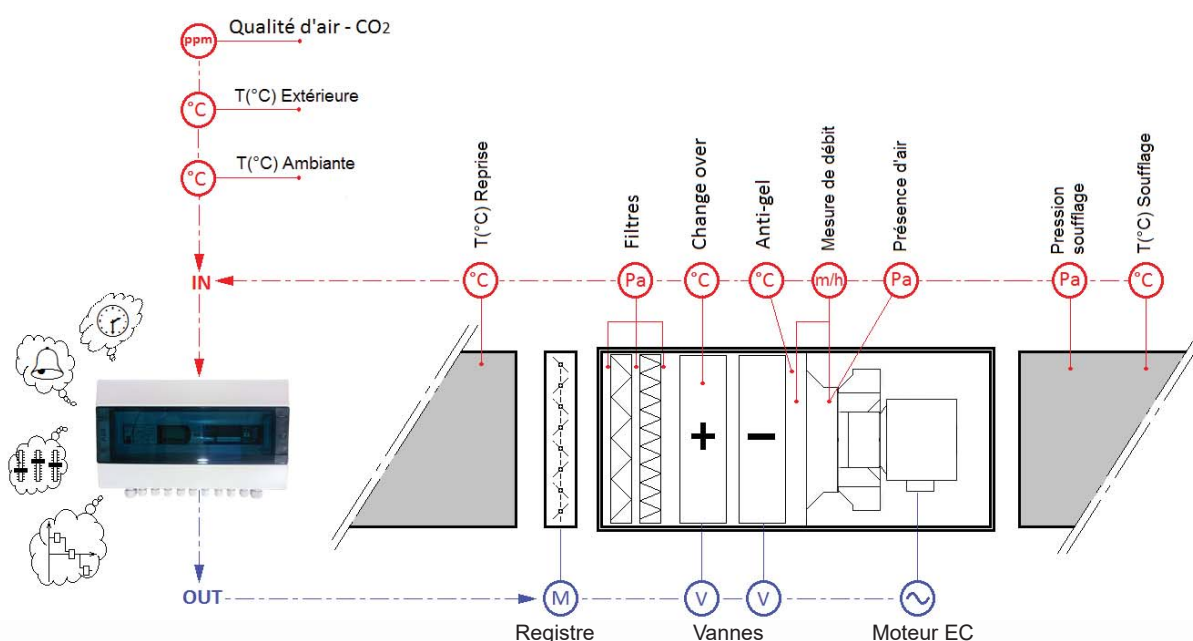 Qualité d'air - CO2
ppm
T(°C) Extérieure
°C
T(°C) Ambiante
°C
T(°C) Reprise
Filtres
Change over
Anti-gel
Mesure de débit
Présence d'air
Pression
soufflage
T(°C) Soufflage
IN
°C
Pa
°C
°C
m/h
Pa
Pa
°C
+
−
OUT
M
V
V
Registre
Vannes
Moteur EC